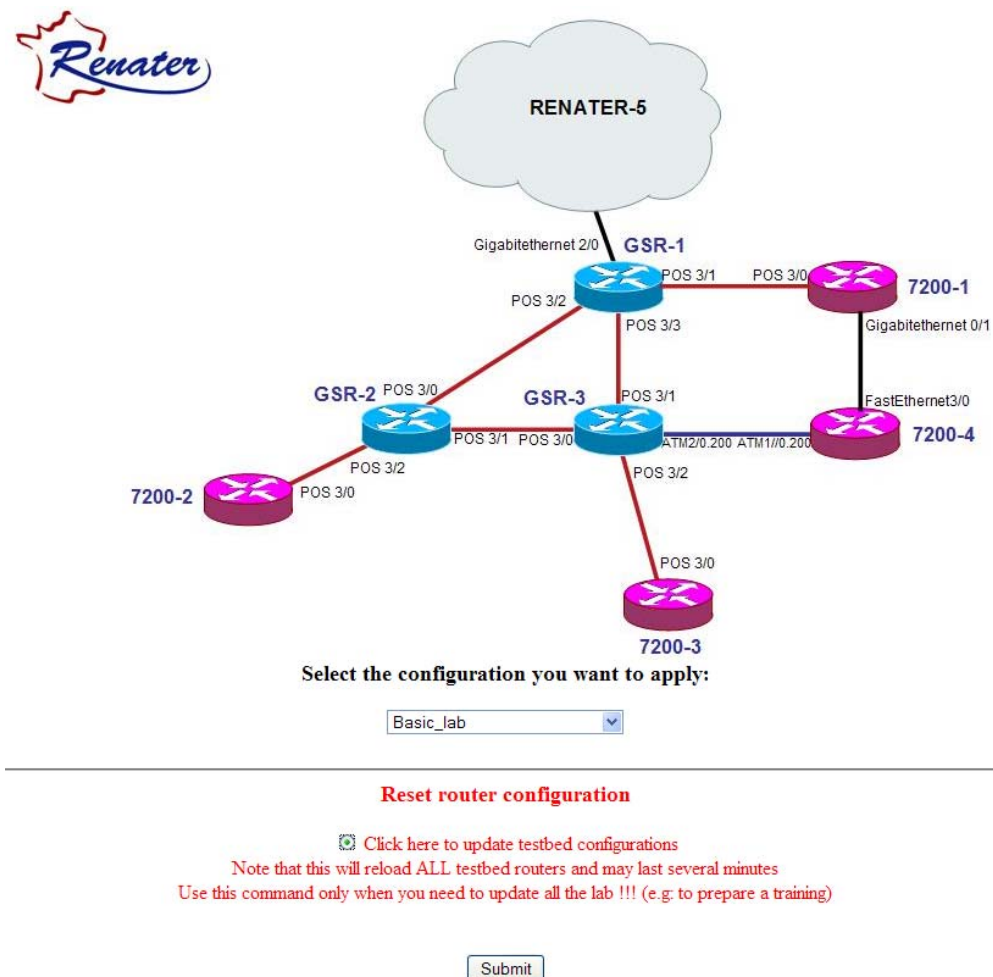 Renater
RENATER-5
Gigabitethernet 2/0
GSR-1
POS 3/1
POS 3/0
7200-1
POS 3/2
POS 3/3
Gigabitethernet 0/1
GSR-2
POS 3/0
GSR-3
POS 3/1
FastEthernet3/0
POS 3/1
POS 3/0
ATM2/0.200
ATM1//0.200
7200-4
POS 3/2
POS 3/2
7200-2
POS 3/0
POS 3/0
7200-3
Select the configuration you want to apply:
Basic_lab
Reset router configuration
Click here to update testbed configurations
Note that this will reload ALL testbed routers and may last several minutes
Use this command only when you need to update all the lab !!! (e.g: to prepare a training)
Submit